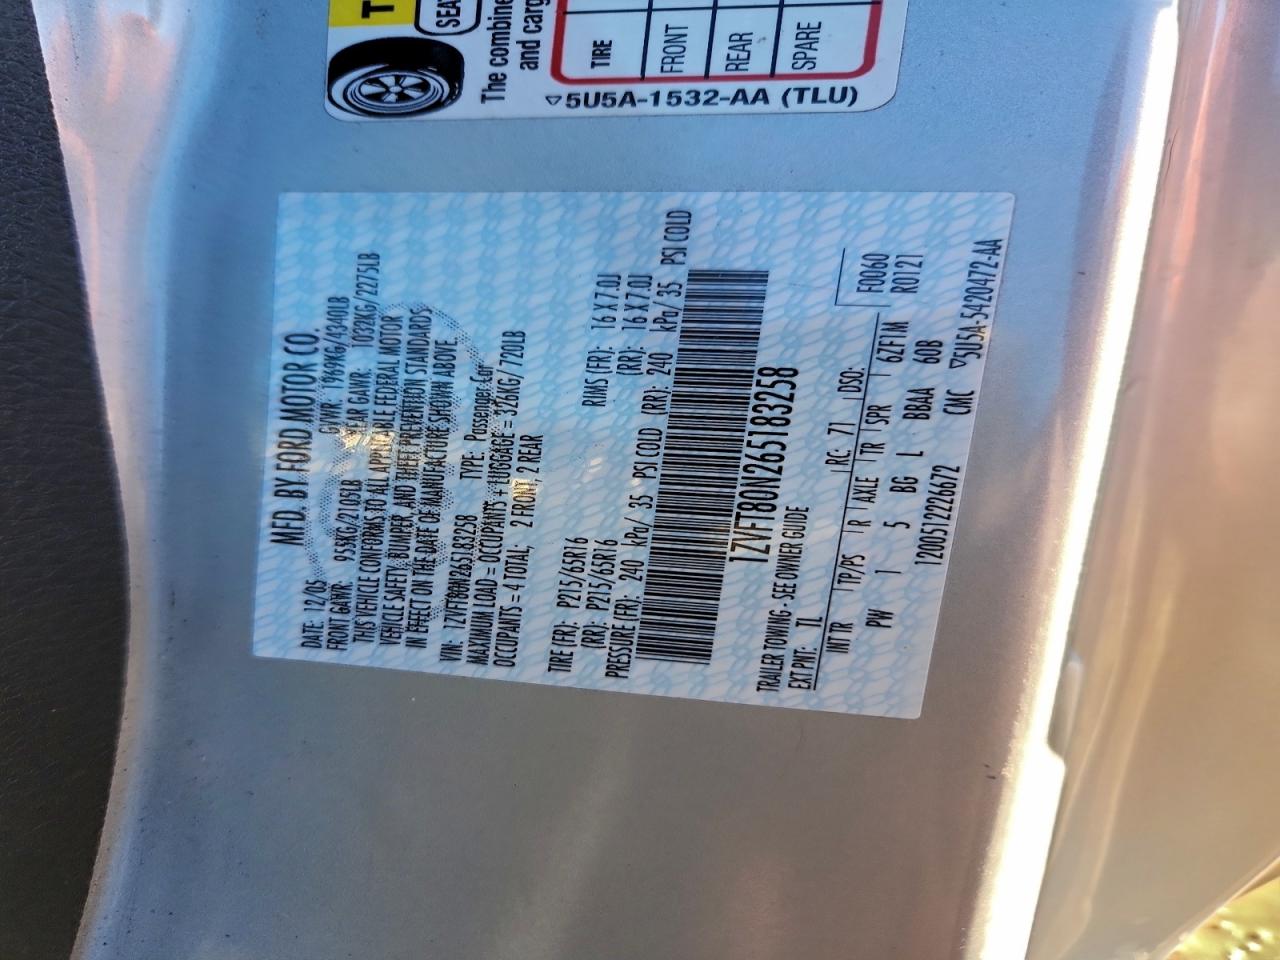 T
SEAT
The combine
and carg
TIRE
FRONT
REAR
SPARE
▽5U5A-1532-AA (TLU)
MFD. BY FORD MOTOR CO.
DATE: 12/05 GVWR: 1969KG/4340LB
FRONT GAWR: 955KG/2105LB REAR GAWR: 1032KG/2275LB
THIS VEHICLE CONFORMS TO ALL APPLICABLE FEDERAL MOTOR
VEHICLE SAFETY, BUMPER, AND THEFT PREVENTION STANDARDS
IN EFFECT ON THE DATE OF MANUFACTURE SHOWN ABOVE.
VIN: 1ZVFT80N265183258 TYPE: Passenger Car
MAXIMUM LOAD = OCCUPANTS + LUGGAGE = 326KG/720LB
OCCUPANTS = 4 TOTAL; 2 FRONT, 2 REAR
TIRE (FR): P215/65R16 RIMS (FR): 16 X 7.0J
(RR): P215/65R16 (RR): 16 X 7.0J
PRESSURE (FR): 240 kPa/ 35 PSI COLD (RR): 240 kPa/ 35 PSI COLD
1ZVFT80N265183258
TRAILER TOWING - SEE OWNER GUIDE
EXT PNT: TL RC: 71 DSO: F0060
R0121
INT TR TP/PS R AXLE TR SPR 6ZF1M
PW 1 5 BG L BBAA 60B
1200512226672 CMC ▽5U5A-5420472-AA